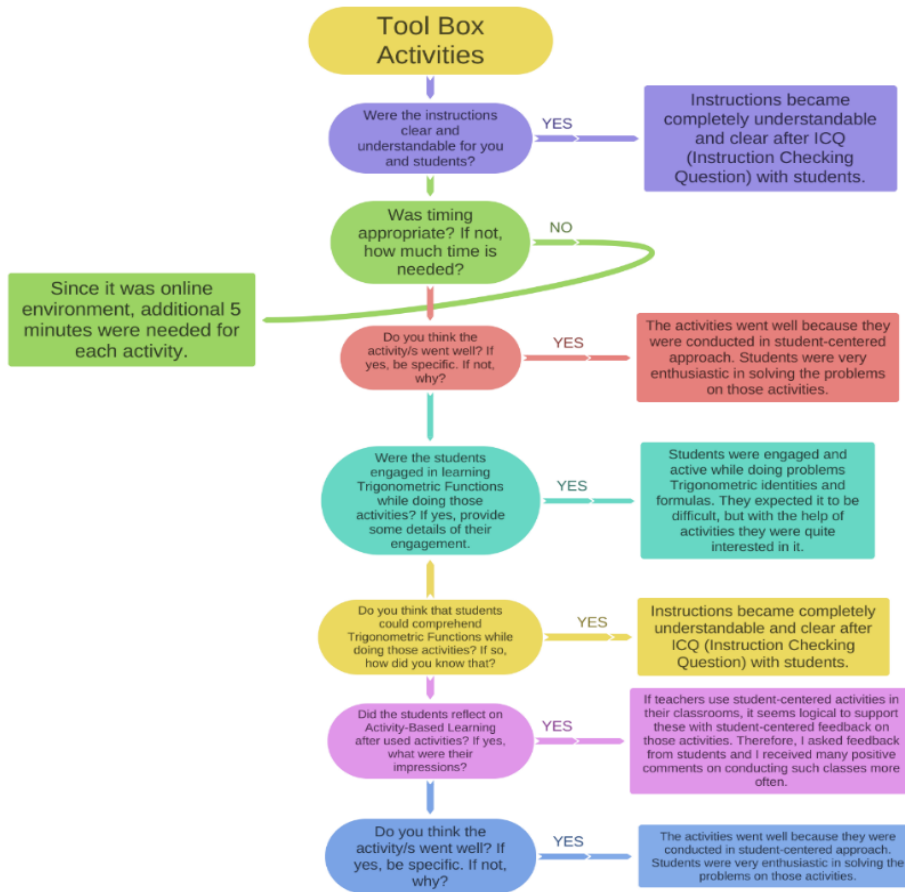 Tool Box
Activities
Were the instructions
clear and
understandable for you
and students?
YES
Instructions became
completely understandable
and clear after ICQ
(Instruction Checking
Question) with students.
Was timing
appropriate? If not,
how much time is
needed?
NO
Since it was online
environment, additional 5
minutes were needed for
each activity.
Do you think the
activity/s went well? If
yes, be specific. If not,
why?
YES
The activities went well because they
were conducted in student-centered
approach. Students were very
enthusiastic in solving the problems
on those activities.
Were the students
engaged in learning
Trigonometric Functions
while doing those
activities? If yes, provide
some details of their
engagement.
YES
Students were engaged and
active while doing problems
Trigonometric identities and
formulas. They expected it to be
difficult, but with the help of
activities they were quite
interested in it.
Do you think that students
could comprehend
Trigonometric Functions while
doing those activities? If so,
how did you know that?
YES
Instructions became completely
understandable and clear after
ICQ (Instruction Checking
Question) with students.
Did the students reflect on
Activity-Based Learning
after used activities? If yes,
what were their
impressions?
YES
If teachers use student-centered activities in
their classrooms, it seems logical to support
these with student-centered feedback on
those activities. Therefore, I asked feedback
from students and I received many positive
comments on conducting such classes more
often.
Do you think the
activity/s went well? If
yes, be specific. If not,
why?
YES
The activities went well because they were
conducted in student-centered approach.
Students were very enthusiastic in solving the
problems on those activities.